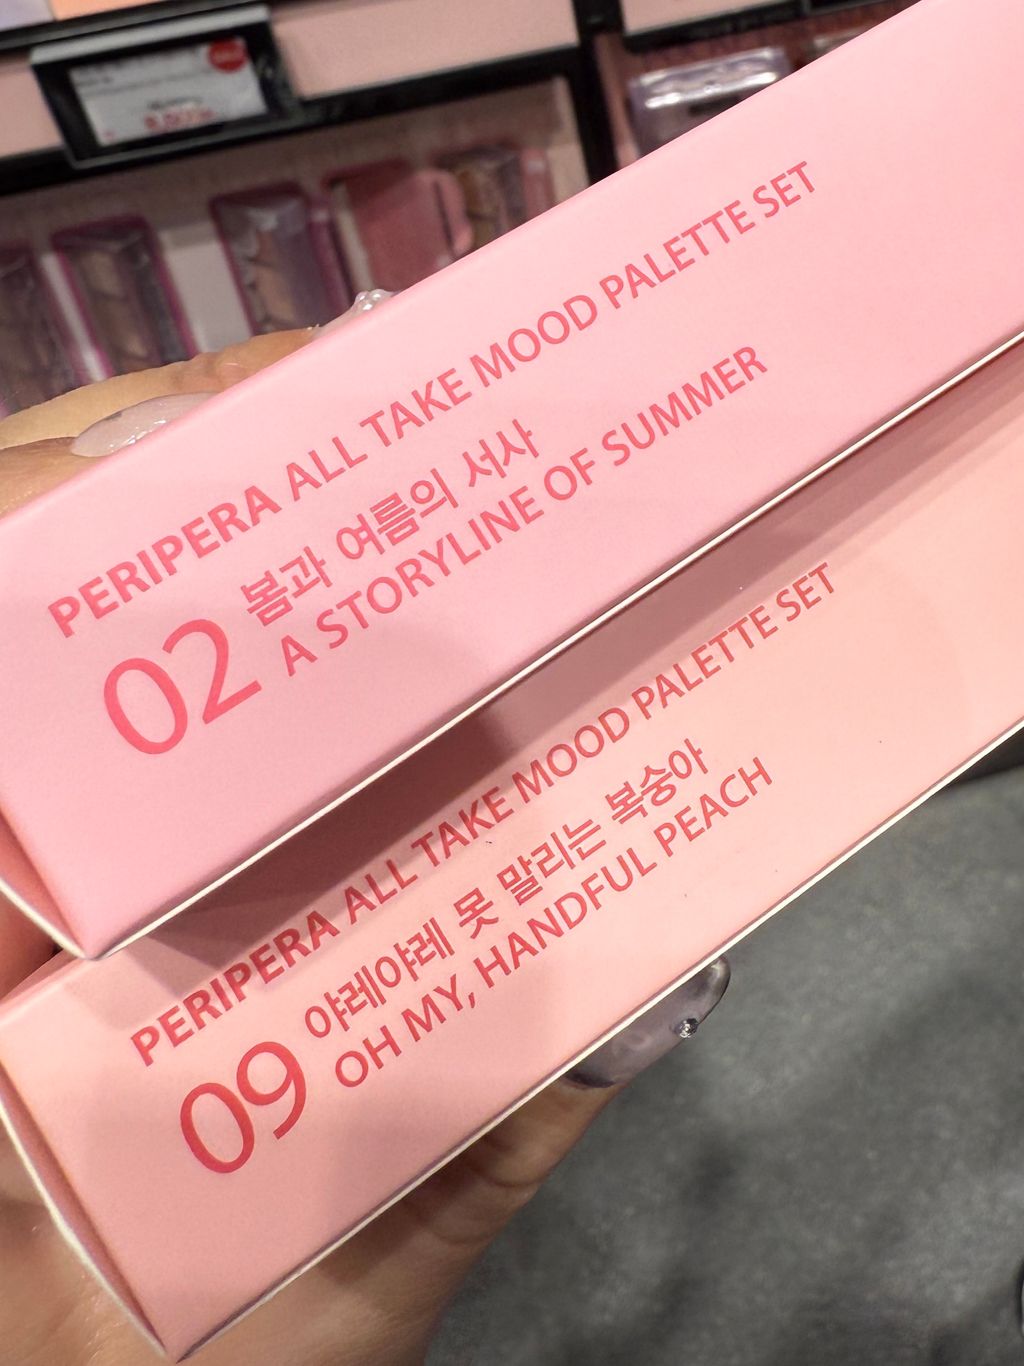 PERIPERA ALL TAKE MOOD PALETTE SET
02
봄과 여름의 서사
A STORYLINE OF SUMMER
PERIPERA ALL TAKE MOOD PALETTE SET
09
야레야레 못 말리는 복숭아
OH MY, HANDFUL PEACH